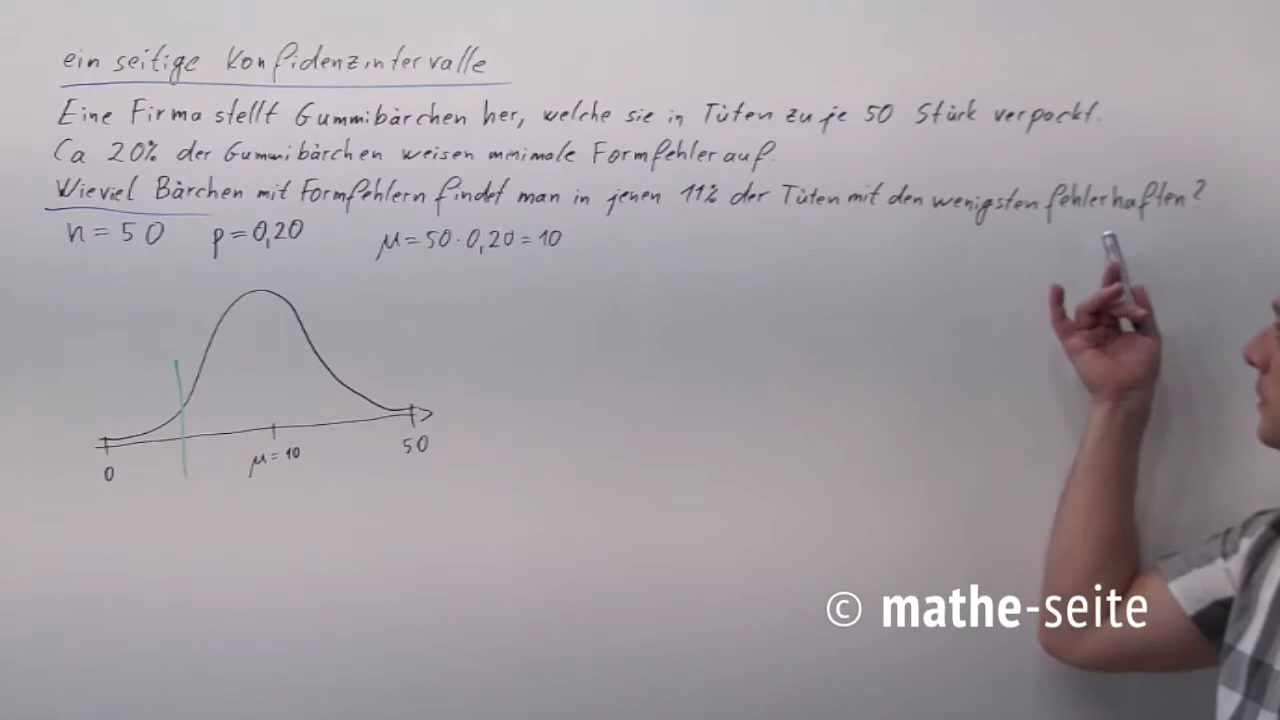 einseitige Konfidenzintervalle
Eine Firma stellt Gummibärchen her, welche sie in Tüten zu je 50 Stück verpackt.
Ca 20% der Gummibärchen weisen minimale Formfehler auf.
Wieviel Bärchen mit Formfehlern findet man in jenen 11% der Tüten mit den wenigsten fehlerhaften?
n = 50 p = 0,20 μ = 50·0,20 = 10
0 μ = 10 50
© mathe-seite